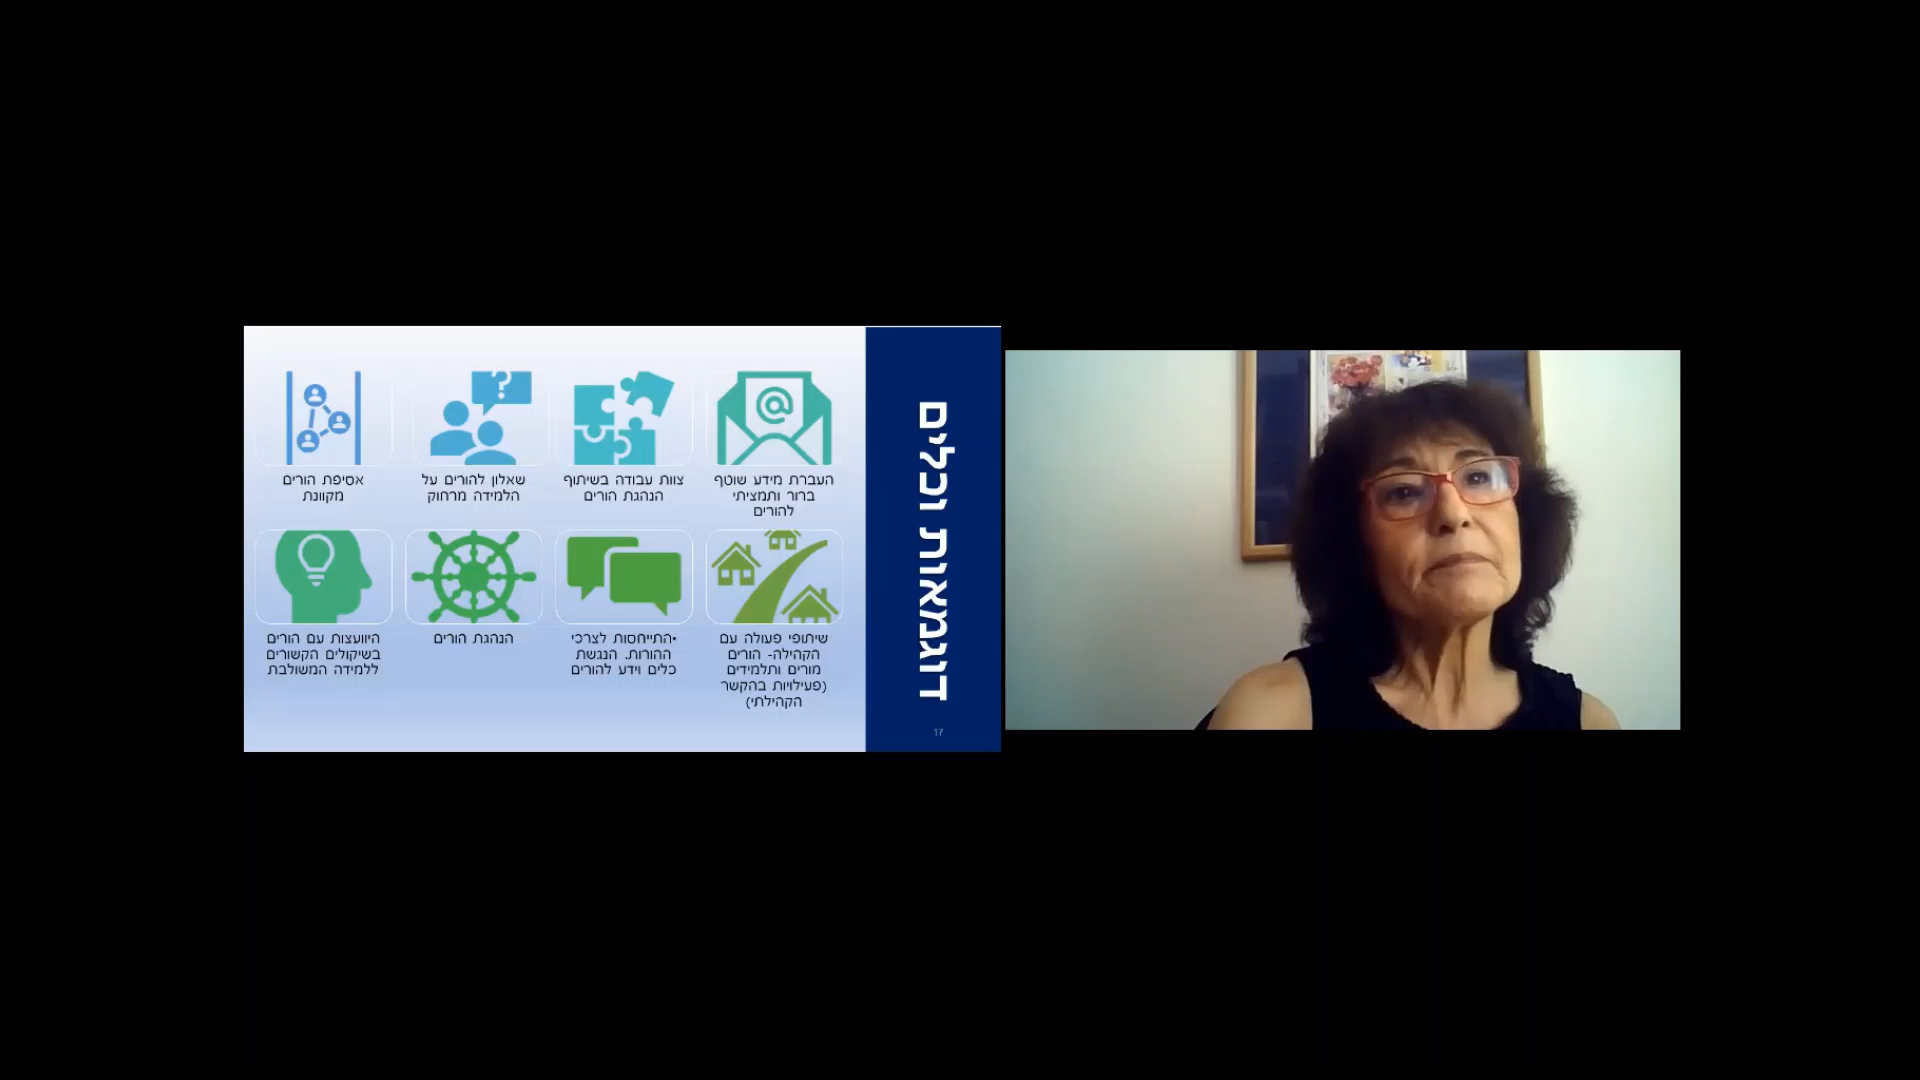 דוגמאות וכלים
העברת מידע שוטף
ברור ותמציתי
להורים
צוות עבודה בשיתוף
הנהגת הורים
שאלון להורים על
הלמידה מרחוק
אסיפת הורים
מקוונת
שיתופי פעולה עם
הקהילה- הורים
מורים ותלמידים
(פעילויות בהקשר
הקהילתי)
•התייחסות לצרכי
ההורות. הנגשת
כלים וידע להורים
הנהגת הורים
היוועצות עם הורים
בשיקולים הקשורים
ללמידה המשולבת
17